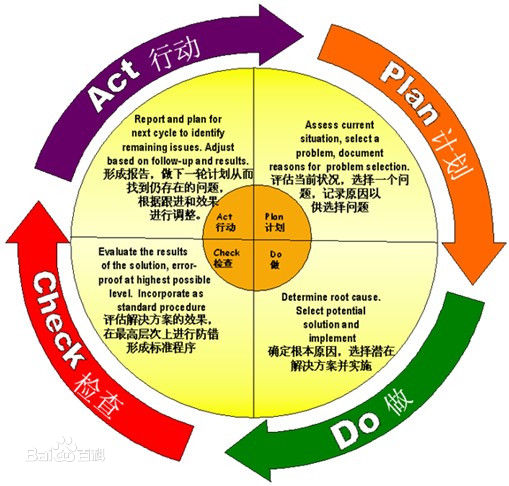 Act 行动
Plan 计划
Report and plan for
next cycle to identify
remaining issues. Adjust
based on follow-up and results.
形成报告，做下一轮计划从而
找到仍存在的问题，
根据跟进和效果
进行调整。
Assess current
situation, select a
problem, document
reasons for problem selection.
评估当前状况，选择一个问
题，记录原因以
供选择问题
Act
行动
Plan
计划
Check
检查
Do
做
Evaluate the results
of the solution, error-
proof at highest possible
level. Incorporate as
standard procedure
评估解决方案的效果，
在最高层次上进行防错
形成标准程序
Determine root cause.
Select potential
solution and
implement
确定根本原因，选择潜在
解决方案并实施
Check 检查
Do 做
Baidu百科